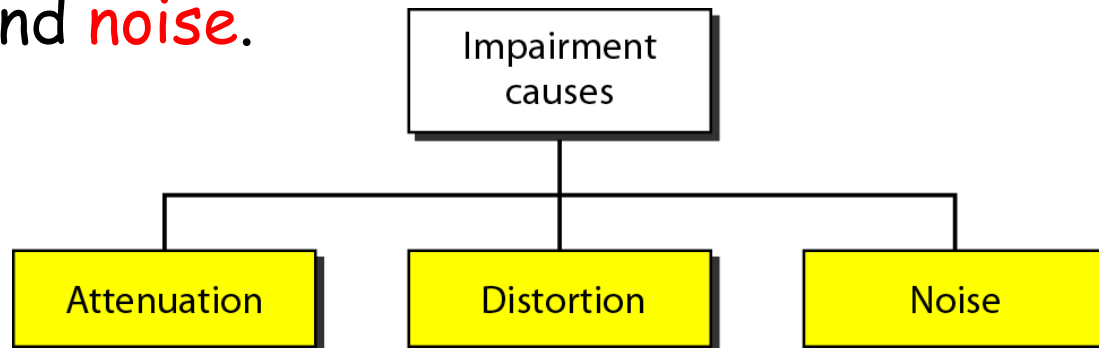 nd noise.
Impairment
causes
Attenuation
Distortion
Noise